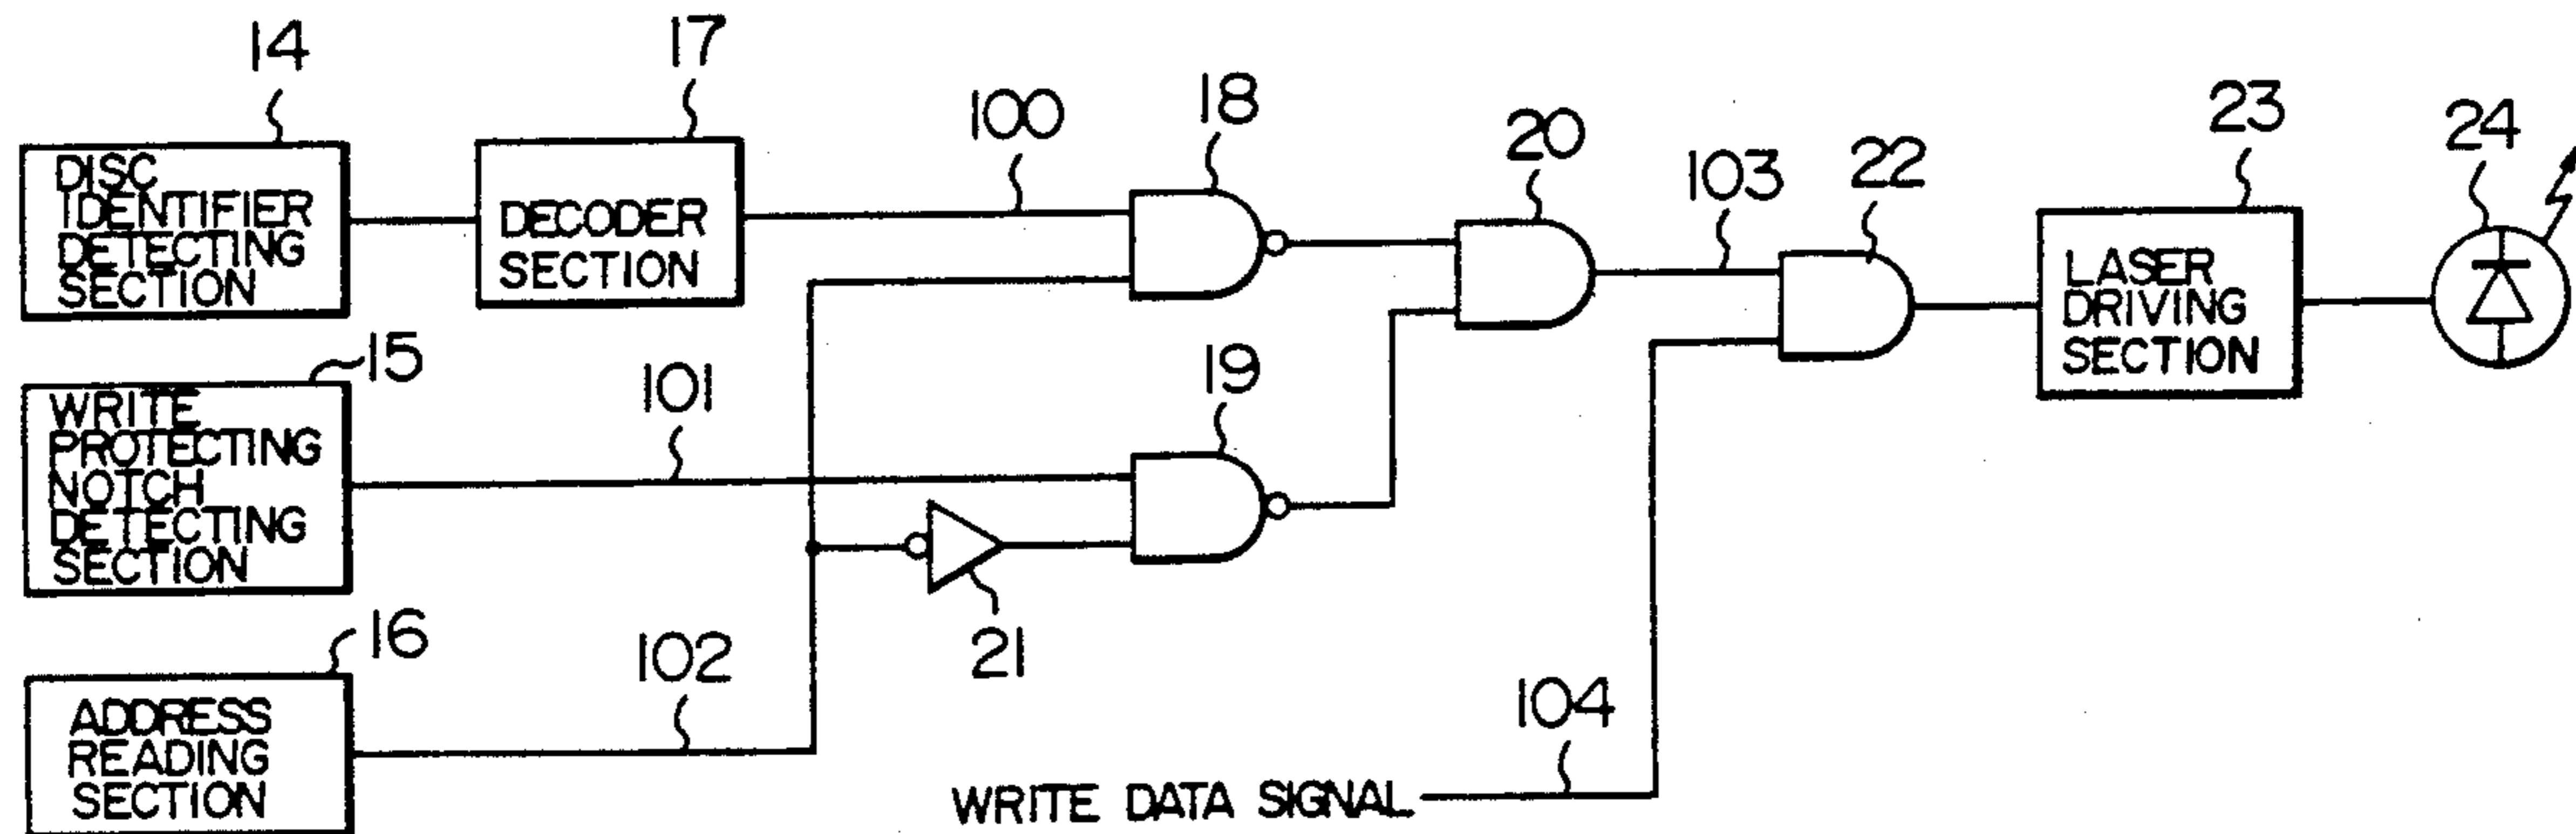 14
17
100
18
20
103
22
23
24
DISC
IDENTIFIER
DETECTING
SECTION
DECODER
SECTION
LASER
DRIVING
SECTION
15
101
19
WRITE
PROTECTING
NOTCH
DETECTING
SECTION
21
16
102
104
ADDRESS
READING
SECTION
WRITE DATA SIGNAL